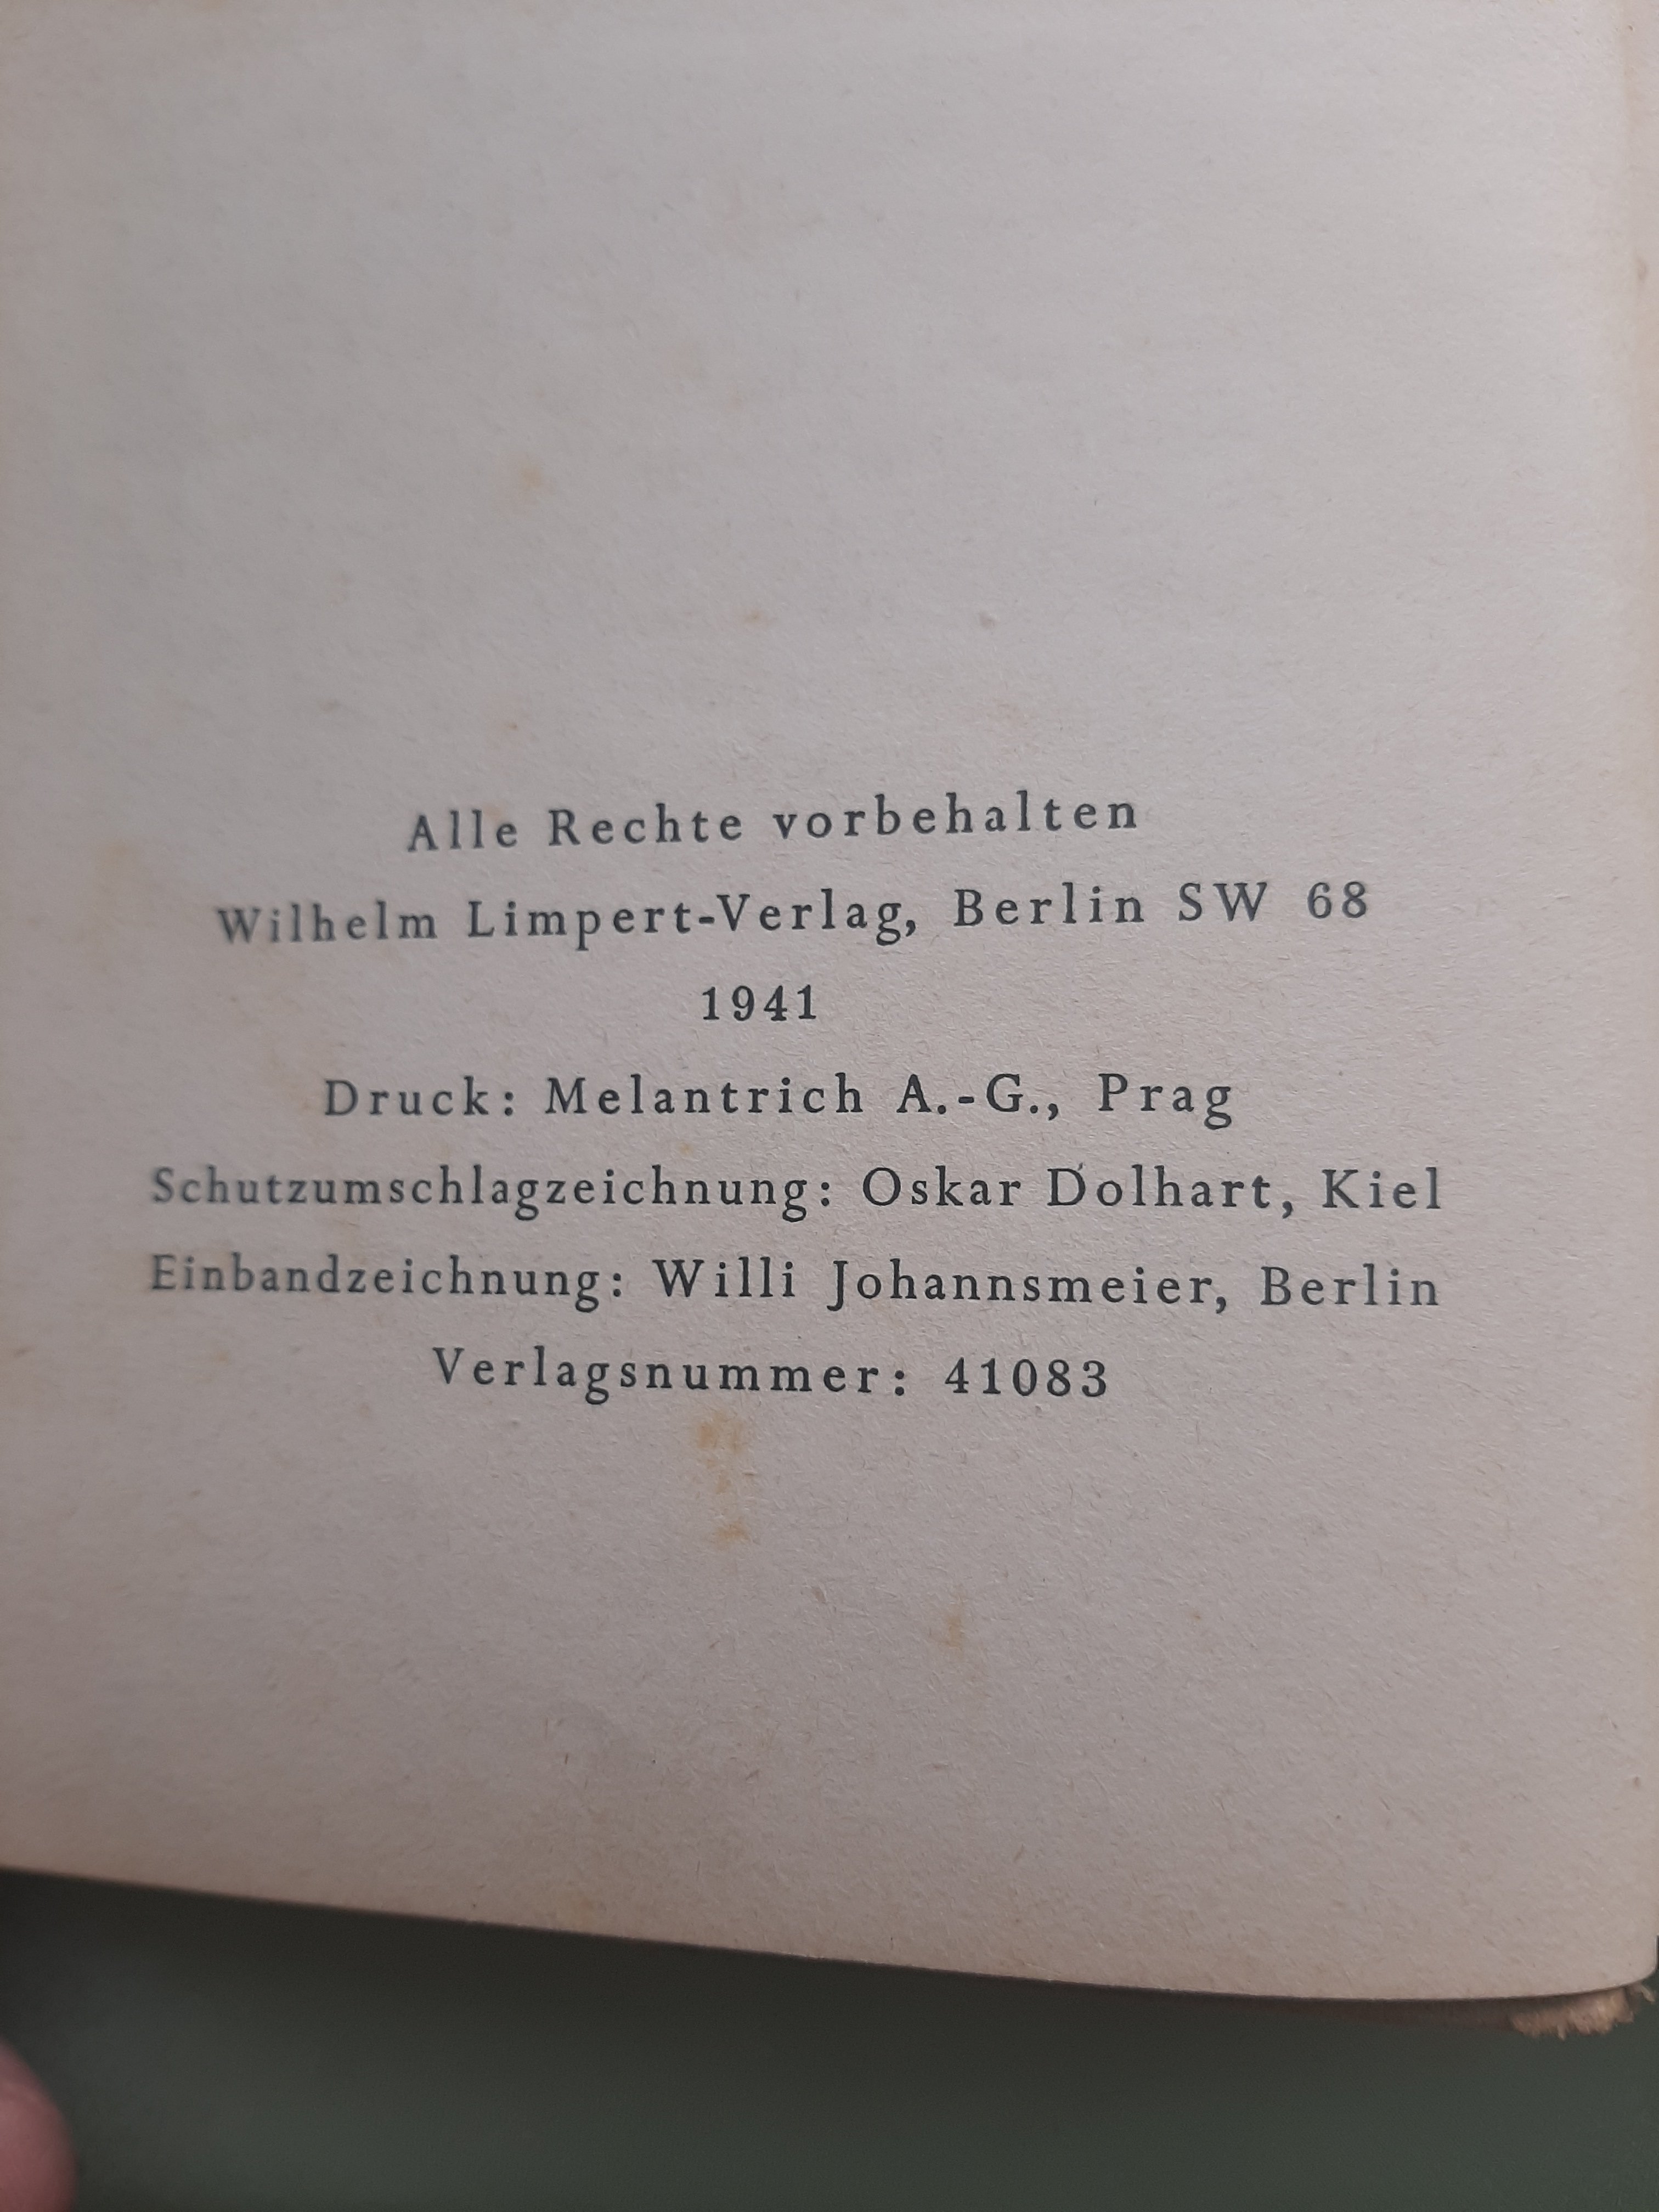 Alle Rechte vorbehalten
Wilhelm Limpert-Verlag, Berlin SW 68
1941
Druck: Melantrich A.-G., Prag
Schutzumschlagzeichnung: Oskar Dolhart, Kiel
Einbandzeichnung: Willi Johannsmeier, Berlin
Verlagsnummer: 41083